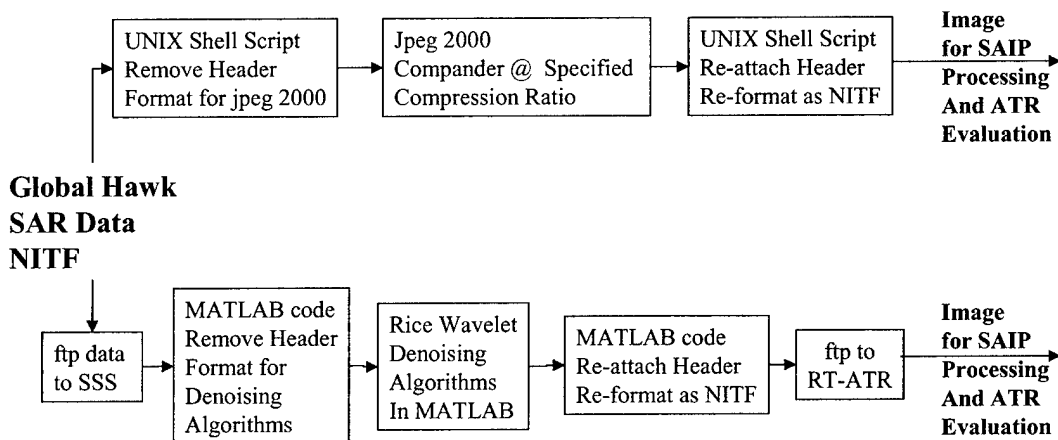 UNIX Shell Script
Remove Header
Format for jpeg 2000
Jpeg 2000
Compander @ Specified
Compression Ratio
UNIX Shell Script
Re-attach Header
Re-format as NITF
Image
for SAIP
Processing
And ATR
Evaluation
Global Hawk
SAR Data
NITF
ftp data
to SSS
MATLAB code
Remove Header
Format for
Denoising
Algorithms
Rice Wavelet
Denoising
Algorithms
In MATLAB
MATLAB code
Re-attach Header
Re-format as NITF
ftp to
RT-ATR
Image
for SAIP
Processing
And ATR
Evaluation